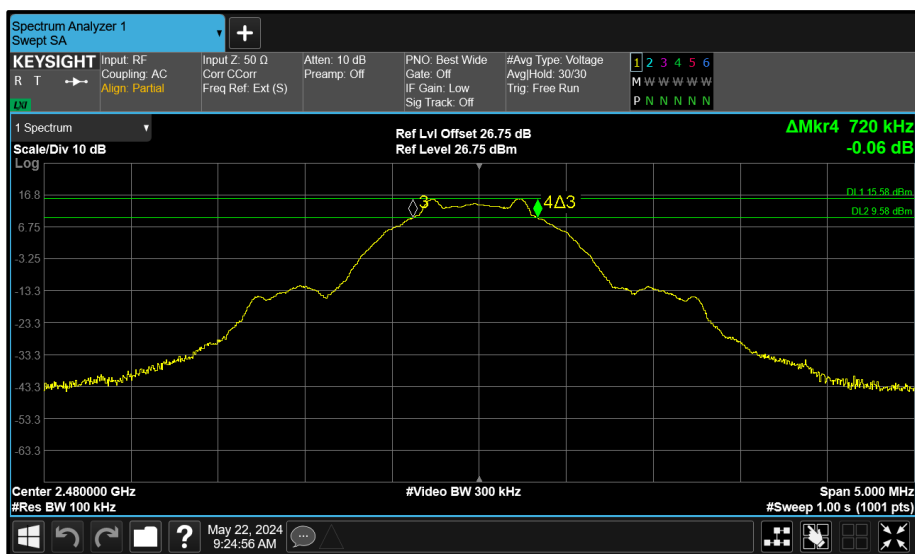 Spectrum Analyzer 1
Swept SA
+
KEYSIGHT
R T
LXI
Input: RF
Coupling: AC
Align: Partial
Input Z: 50 Ω
Corr CCorr
Freq Ref: Ext (S)
Atten: 10 dB
Preamp: Off
PNO: Best Wide
Gate: Off
IF Gain: Low
Sig Track: Off
#Avg Type: Voltage
Avg|Hold: 30/30
Trig: Free Run
1 2 3 4 5 6
M W W W W W
P N N N N N
1 Spectrum
Scale/Div 10 dB
Ref Lvl Offset 26.75 dB
Ref Level 26.75 dBm
ΔMkr4 720 kHz
-0.06 dB
Log
16.8
6.75
-3.25
-13.3
-23.3
-33.3
-43.3
-53.3
-63.3
3
4Δ3
DL1 15.58 dBm
DL2 9.58 dBm
Center 2.480000 GHz
#Res BW 100 kHz
#Video BW 300 kHz
Span 5.000 MHz
#Sweep 1.00 s (1001 pts)
?
May 22, 2024
9:24:56 AM